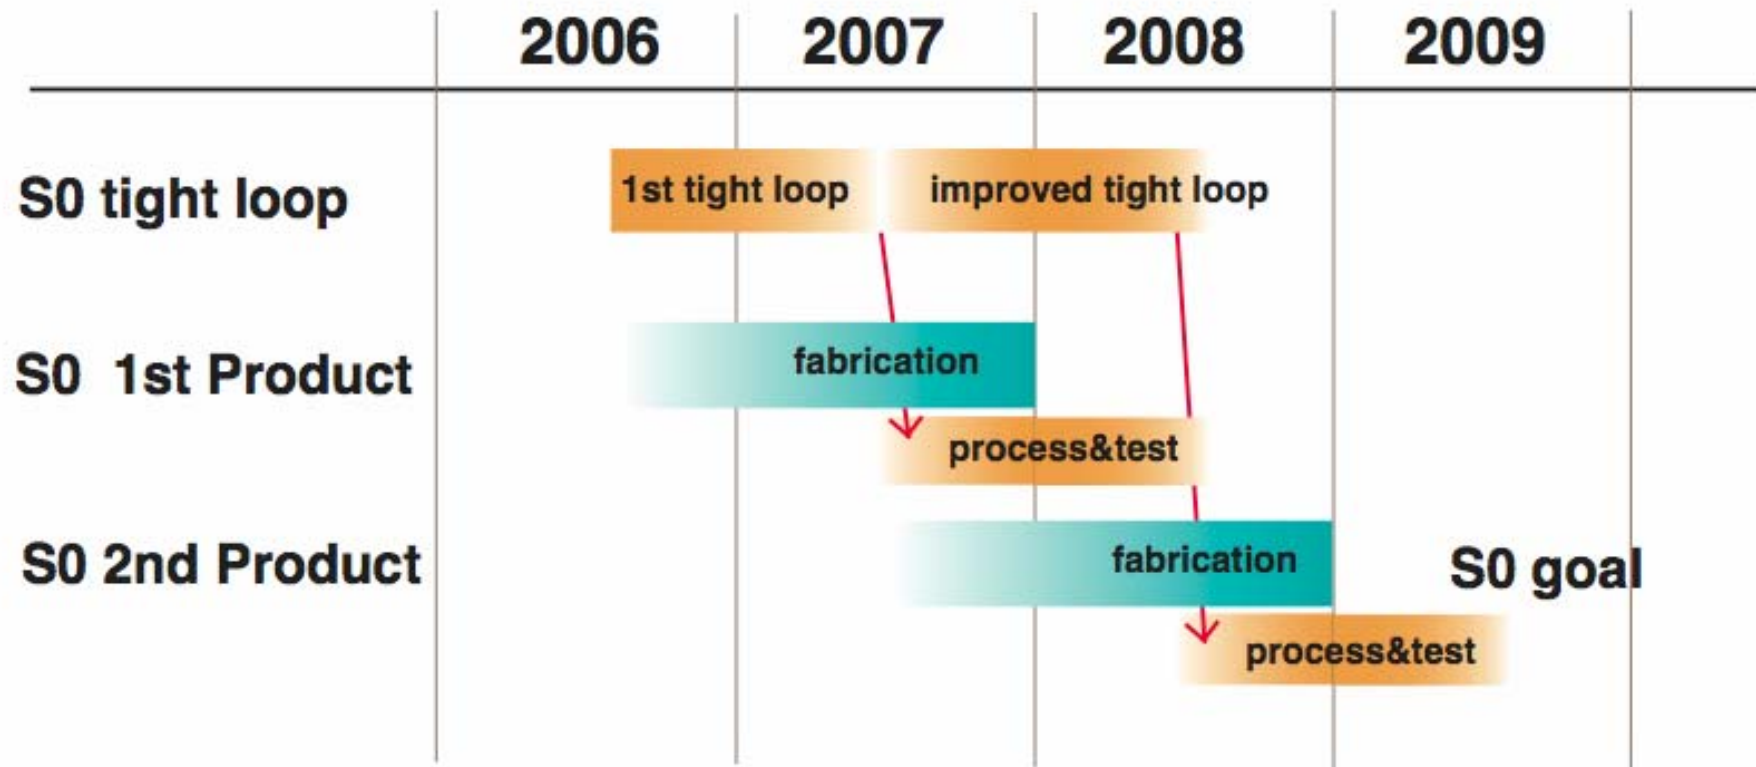 2006 2007 2008 2009
S0 tight loop 1st tight loop improved tight loop
S0 1st Product fabrication
process&test
S0 2nd Product fabrication S0 goal
process&test